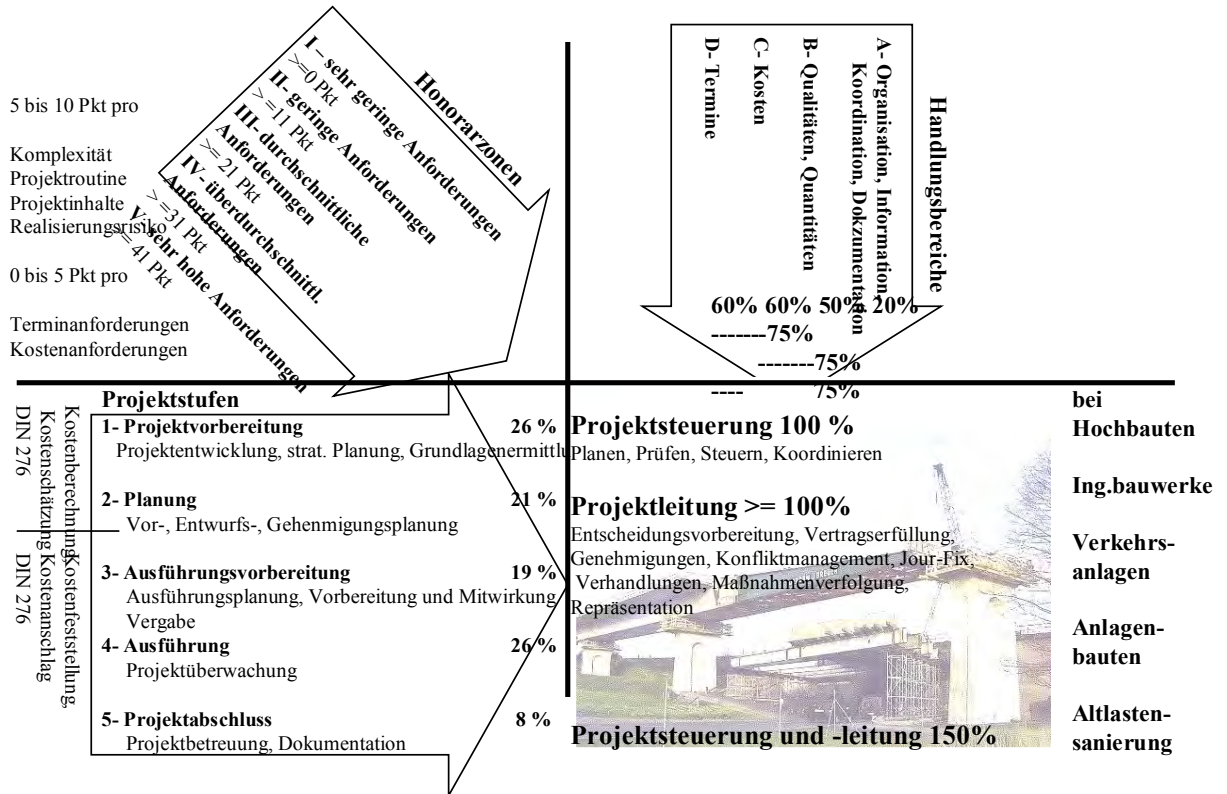 5 bis 10 Pkt pro
Komplexität
Projektroutine
Projektinhalte
Realisierungsrisiko
0 bis 5 Pkt pro
Terminanforderungen
Kostenanforderungen
Honorarzonen
I – sehr geringe Anforderungen
>=0 Pkt
II- geringe Anforderungen
>=11 Pkt
III- durchschnittliche
Anforderungen
>= 21 Pkt
IV- überdurchschnittl.
Anforderungen
>=31 Pkt
V- sehr hohe Anforderungen
>= 41 Pkt
Handlungsbereiche
A- Organisation, Information,
Koordination, Dokzumentation
B- Qualitäten, Quantitäten
C- Kosten
D- Termine
60% 60% 50% 20%
-------75%
-------75%
---- 75%
Kostenberechnung
Kostenschätzung
DIN 276
Kostenfeststellung,
Kostenanschlag
DIN 276
Projektstufen
1- Projektvorbereitung 26 %
Projektentwicklung, strat. Planung, Grundlagenermittlu
2- Planung 21 %
Vor-, Entwurfs-, Gehenmigungsplanung
3- Ausführungsvorbereitung 19 %
Ausführungsplanung, Vorbereitung und Mitwirkung
Vergabe
4- Ausführung 26 %
Projektüberwachung
5- Projektabschluss 8 %
Projektbetreuung, Dokumentation
Projektsteuerung 100 %
Planen, Prüfen, Steuern, Koordinieren
Projektleitung >= 100%
Entscheidungsvorbereitung, Vertragserfüllung,
Genehmigungen, Konfliktmanagement, Jour-Fix,
Verhandlungen, Maßnahmenverfolgung,
Repräsentation
Projektsteuerung und -leitung 150%
bei
Hochbauten
Ing.bauwerke
Verkehrs-
anlagen
Anlagen-
bauten
Altlasten-
sanierung